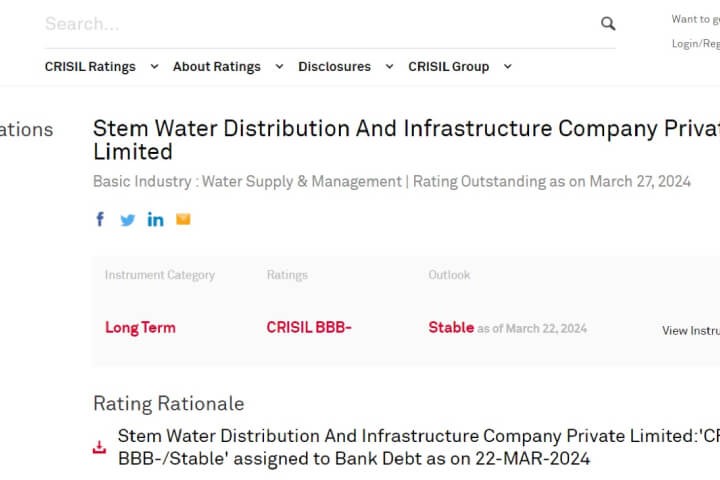 Search...
Want to g
Login/Reg
CRISIL Ratings
About Ratings
Disclosures
CRISIL Group
ations
Stem Water Distribution And Infrastructure Company Privat
Limited
Basic Industry : Water Supply & Management | Rating Outstanding as on March 27, 2024
Instrument Category
Ratings
Outlook
Long Term
CRISIL BBB-
Stable as of March 22, 2024
View Instru
Rating Rationale
Stem Water Distribution And Infrastructure Company Private Limited:'CR
BBB-/Stable' assigned to Bank Debt as on 22-MAR-2024